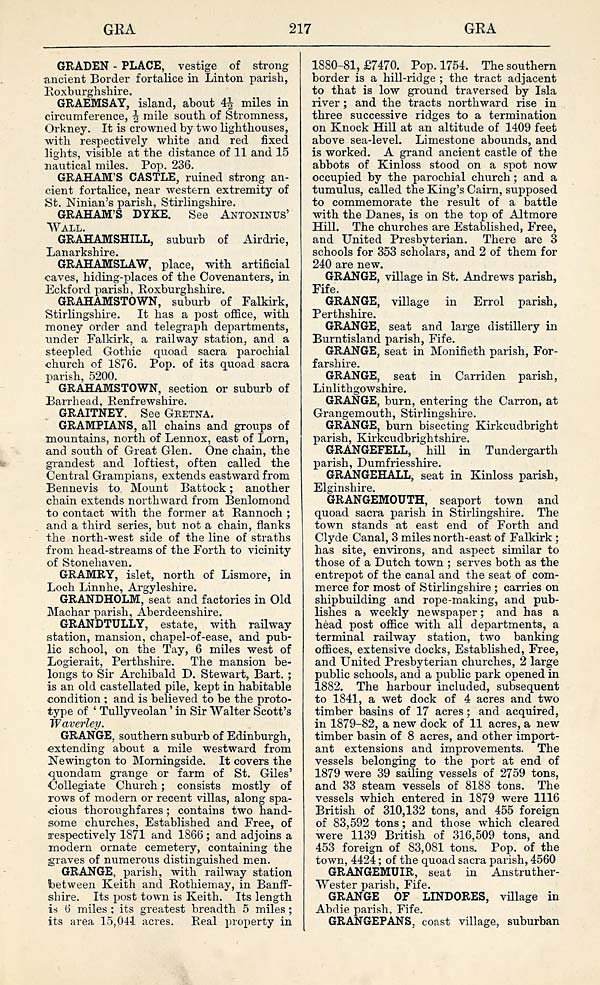 GRA 217 GRA
GRADEN - PLACE, vestige of strong
ancient Border fortalice in Linton parish,
Roxburghshire.
GRAEMSAY, island, about 4½ miles in
circumference, ½ mile south of Stromness,
Orkney. It is crowned by two lighthouses,
with respectively white and red fixed
lights, visible at the distance of 11 and 15
nautical miles. Pop. 236.
GRAHAM'S CASTLE, ruined strong an-
cient fortalice, near western extremity of
St. Ninian's parish, Stirlingshire.
GRAHAM'S DYKE. See ANTONINUS'
WALL.
GRAHAMSHILL, suburb of Airdrie,
Lanarkshire.
GRAHAMSLAW, place, with artificial
caves, hiding-places of the Covenanters, in
Eckford parish, Roxburghshire.
GRAHAMSTOWN, suburb of Falkirk,
Stirlingshire. It has a post office, with
money order and telegraph departments,
under Falkirk, a railway station, and a
steepled Gothic quoad sacra parochial
church of 1876. Pop. of its quoad sacra
parish, 5200.
GRAHAMSTOWN, section or suburb of
Barrhead, Renfrewshire.
GRAITNEY. See GRETNA.
GRAMPIANS, all chains and groups of
mountains, north of Lennox, east of Lorn,
and south of Great Glen. One chain, the
grandest and loftiest, often called the
Central Grampians, extends eastward from
Bennevis to Mount Battock; another
chain extends northward from Benlomond
to contact with the former at Rannoch;
and a third series, but not a chain, flanks
the north-west side of the line of straths
from head-streams of the Forth to vicinity
of Stonehaven.
GRAMRY, islet, north of Lismore, in
Loch Linnhe, Argyleshire.
GRANDHOLM, seat and factories in Old
Machar parish, Aberdeenshire.
GRANDTULLY, estate, with railway
station, mansion, chapel-of-ease, and pub-
lic school, on the Tay, 6 miles west of
Logierait, Perthshire. The mansion be-
longs to Sir Archibald D. Stewart, Bart.;
is an old castellated pile, kept in habitable
condition; and is believed to be the proto-
type of ' Tullyveolan ' in Sir Walter Scott's
Waverley.
GRANGE, southern suburb of Edinburgh,
extending about a mile westward from
Newington to Morningside. It covers the
quondam grange or farm of St. Giles'
Collegiate Church; consists mostly of
rows of modern or recent villas, along spa-
cious thoroughfares; contains two hand-
some churches, Established and Free, of
respectively 1871 and 1866; and adjoins a
modern ornate cemetery, containing the
graves of numerous distinguished men.
GRANGE, parish, with railway station
between Keith and Rothiemay, in Banff-
shire. Its post town is Keith. Its length
is 6 miles; its greatest breadth 5 miles;
its area 15,044 acres. Real property in
1880-81, £7470. Pop. 1754. The southern
border is a hill-ridge; the tract adjacent
to that is low ground traversed by Isla
river; and the tracts northward rise in
three successive ridges to a termination
on Knock Hill at an altitude of 1409 feet
above sea-level. Limestone abounds, and
is worked. A grand ancient castle of the
abbots of Kinloss stood on a spot now
occupied by the parochial church; and a
tumulus, called the King's Cairn, supposed
to commemorate the result of a battle
with the Danes, is on the top of Altmore
Hill. The churches are Established, Free,
and United Presbyterian. There are 3
schools for 353 scholars, and 2 of them for
240 are new.
GRANGE, village in St. Andrews parish,
Fife.
GRANGE, village in Errol parish,
Perthshire.
GRANGE, seat and large distillery in
Burntisland parish, Fife.
GRANGE, seat in Monifieth parish, For-
farshire.
GRANGE, seat in Carriden parish,
Linlithgowshire.
GRANGE, burn, entering the Carron, at
Grangemouth, Stirlingshire.
GRANGE, burn bisecting Kirkcudbright
parish, Kirkcudbrightshire.
GRANGEFELL, hill in Tundergarth
parish, Dumfriesshire.
GRANGEHALL, seat in Kinloss parish,
Elginshire.
GRANGEMOUTH, seaport town and
quoad sacra parish in Stirlingshire. The
town stands at east end of Forth and
Clyde Canal, 3 miles north-east of Falkirk;
has site, environs, and aspect similar to
those of a Dutch town; serves both as the
entrepot of the canal and the seat of com-
merce for most of Stirlingshire; carries on
shipbuilding and rope-making, and pub-
lishes a weekly newspaper; and has a
head post office with all departments, a
terminal railway station, two banking
offices, extensive docks, Established, Free,
and United Presbyterian churches, 2 large
public schools, and a public park opened in
1882. The harbour included, subsequent
to 1841, a wet dock of 4 acres and two
timber basins of 17 acres; and acquired,
in 1879-82, a new dock of 11 acres, a new
timber basin of 8 acres, and other import-
ant extensions and improvements. The
vessels belonging to the port at end of
1879 were 39 sailing vessels of 2759 tons,
and 33 steam vessels of 8188 tons. The
vessels which entered in 1879 were 1116
British of 310,132 tons, and 455 foreign
of 83,592 tons; and those which cleared
were 1139 British of 316,509 tons, and
453 foreign of 83,081 tons. Pop. of the
town, 4424; of the quoad sacra parish, 4560
GRANGEMUIR, seat in Anstruther-
Wester parish, Fife.
GRANGE OF LINDORES, village in
Abdie parish, Fife.
GRANGEPANS, coast village, suburban